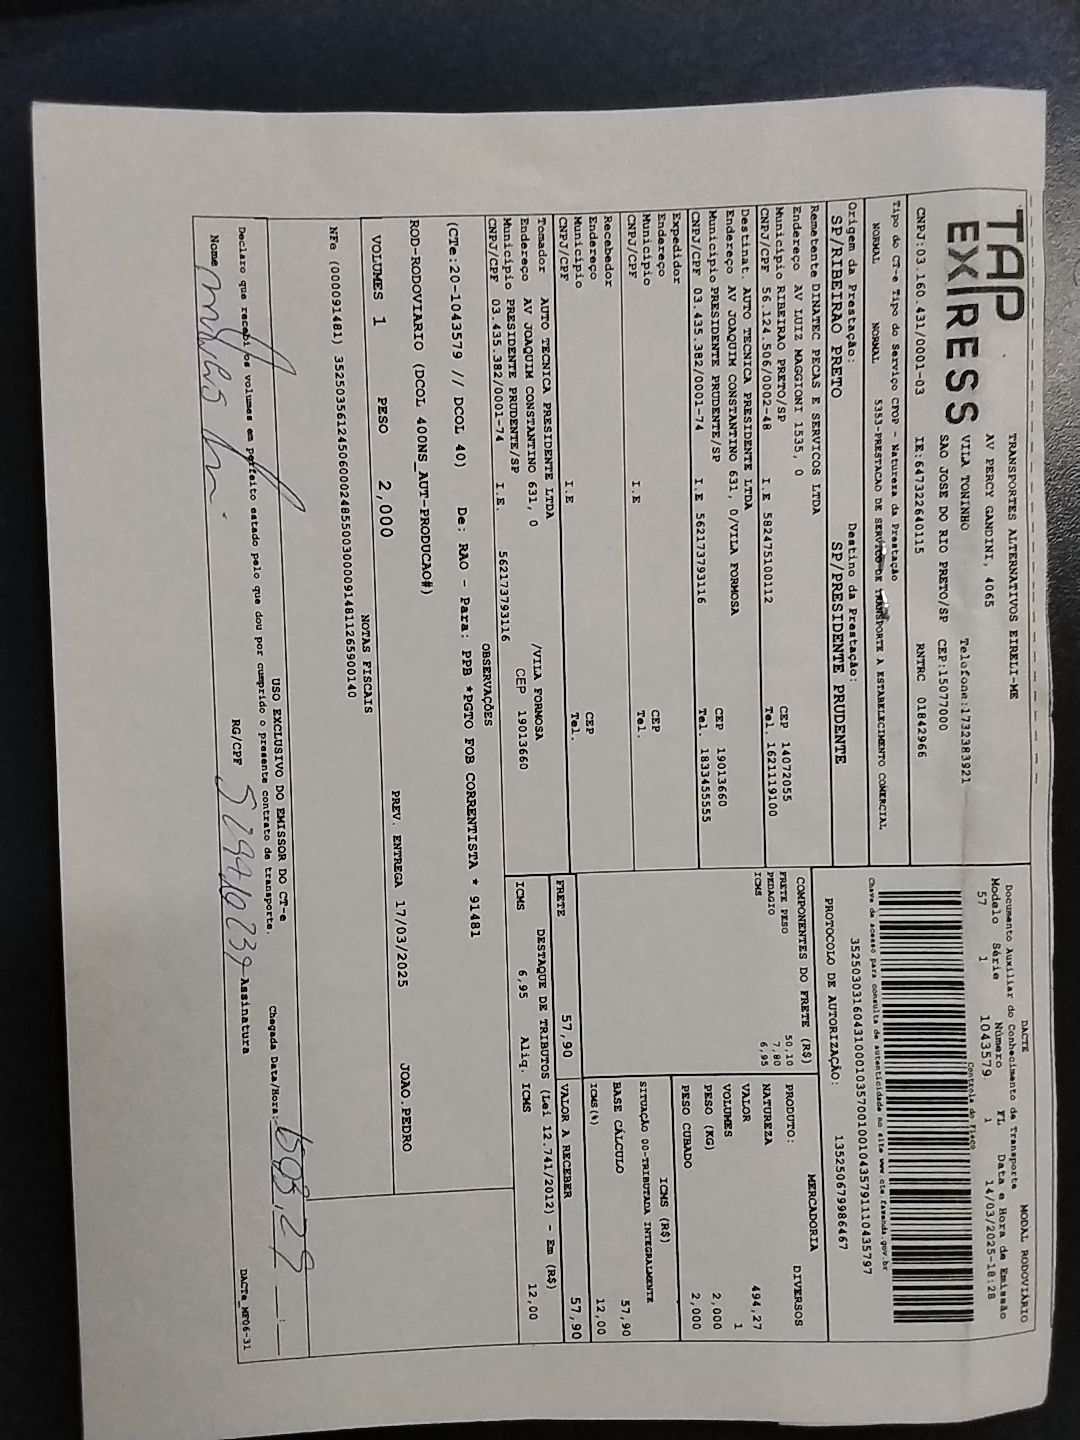 TAP EXPRESS
TRANSPORTES ALTERNATIVOS EIRELI-ME
AV PERCY GANDINI, 4065
VILA TONINHO Telefone:1732383921
SAO JOSE DO RIO PRETO/SP CEP:15077000
CNPJ:03.160.431/0001-03 IE:647322640115 RNTRC 01842966
Tipo do CT-e Tipo do Serviço CFOP - Natureza da Prestação
NORMAL NORMAL 5353-PRESTACAO DE SERVICO DE TRANSPORTE A ESTABELECIMENTO COMERCIAL
Origem da Prestação: Destino da Prestação:
SP/RIBEIRAO PRETO SP/PRESIDENTE PRUDENTE
Remetente DINATEC PECAS E SERVICOS LTDA
Endereço AV LUIZ MAGGIONI 1535, 0 CEP 14072055
Município RIBEIRAO PRETO/SP Tel. 1621119100
CNPJ/CPF 56.124.506/0002-48 I.E 582475100112
Destinat. AUTO TECNICA PRESIDENTE LTDA
Endereço AV JOAQUIM CONSTANTINO 631, 0/VILA FORMOSA CEP 19013660
Município PRESIDENTE PRUDENTE/SP Tel. 1833455555
CNPJ/CPF 03.435.382/0001-74 I.E 562173793116
Expedidor
Endereço CEP
Município Tel.
CNPJ/CPF I.E
Recebedor
Endereço CEP
Município Tel.
CNPJ/CPF I.E
Tomador AUTO TECNICA PRESIDENTE LTDA
Endereço AV JOAQUIM CONSTANTINO 631, 0 /VILA FORMOSA
Município PRESIDENTE PRUDENTE/SP CEP 19013660
CNPJ/CPF 03.435.382/0001-74 I.E. 562173793116
MODAL RODOVIÁRIO
DACTE
Documento Auxiliar do Conhecimento de Transporte
Modelo Série Número FL Data e Hora de Emissão
57 1 1043579 1 14/03/2025-18:28
Controle do Fisco
Chave de acesso para consulta de autenticidade no site www.cte.fazenda.gov.br
35250303160431000103570010010435791110435797
PROTOCOLO DE AUTORIZAÇÃO: 135250679986467
COMPONENTES DO FRETE (R$)
FRETE PESO 50,10
PEDAGIO 7,80
ICMS 6,95
FRETE 57,90
MERCADORIA
PRODUTO: DIVERSOS
NATUREZA
VALOR 494,27
VOLUMES 1
PESO (KG) 2,000
PESO CUBADO 2,000
ICMS (R$)
SITUAÇÃO 00-TRIBUTADA INTEGRALMENTE
BASE CÁLCULO 57,90
ICMS(%) 12,00
VALOR A RECEBER 57,90
DESTAQUE DE TRIBUTOS (Lei 12.741/2012) - Em (R$)
ICMS 6,95 Aliq. ICMS 12,00
OBSERVAÇÕES
(CTe:20-1043579 // DCOL 40) De: RAO - Para: PPB *PGTO FOB CORRENTISTA * 91481
ROD-RODOVIARIO (DCOL 400NS_AUT-PRODUCAO#)
PREV. ENTREGA 17/03/2025 JOAO.PEDRO
VOLUMES 1 PESO 2,000
NOTAS FISCAIS
NFe (000091481) 35250356124506000248550030000914811265900140
USO EXCLUSIVO DO EMISSOR DO CT-e
Declaro que recebi os volumes em perfeito estado pelo que dou por cumprido o presente contrato de transporte. Chegada Data/Hora:
Nome RG/CPF Assinatura
DACTe_MF06-31